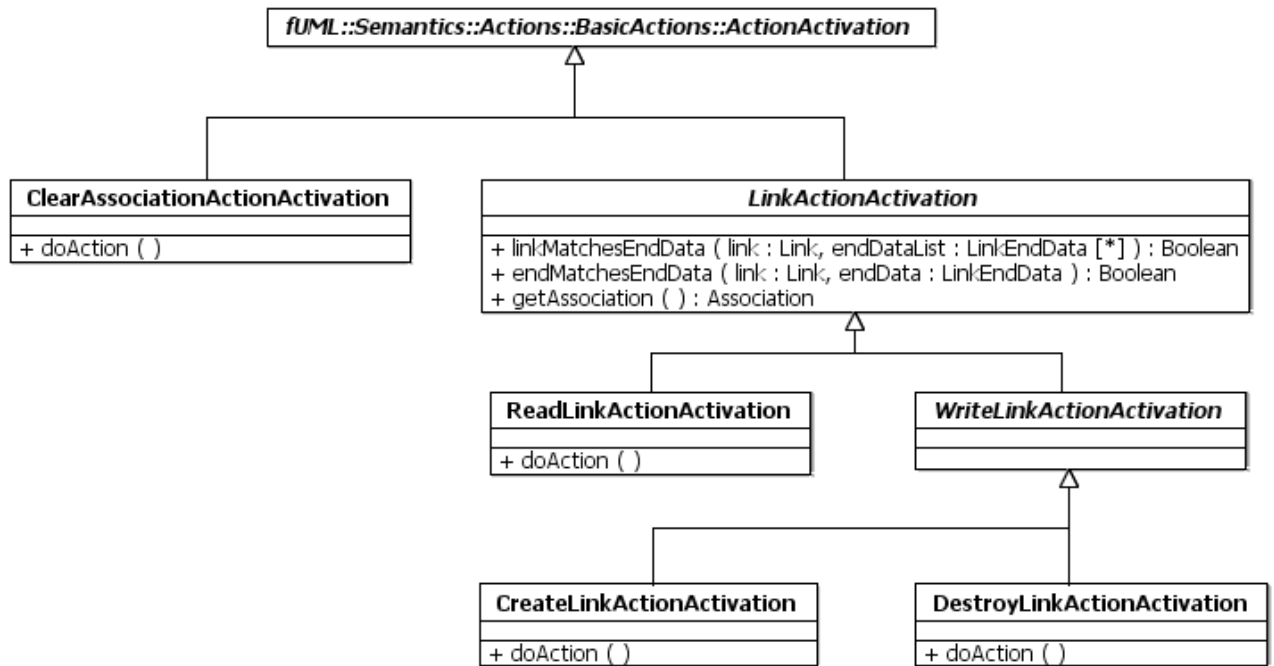 fUML::Semantics::Actions::BasicActions::ActionActivation
ClearAssociationActionActivation
+ doAction ( )
LinkActionActivation
+ linkMatchesEndData ( link : Link, endDataList : LinkEndData [*] ) : Boolean
+ endMatchesEndData ( link : Link, endData : LinkEndData ) : Boolean
+ getAssociation ( ) : Association
ReadLinkActionActivation
+ doAction ( )
WriteLinkActionActivation
CreateLinkActionActivation
+ doAction ( )
DestroyLinkActionActivation
+ doAction ( )